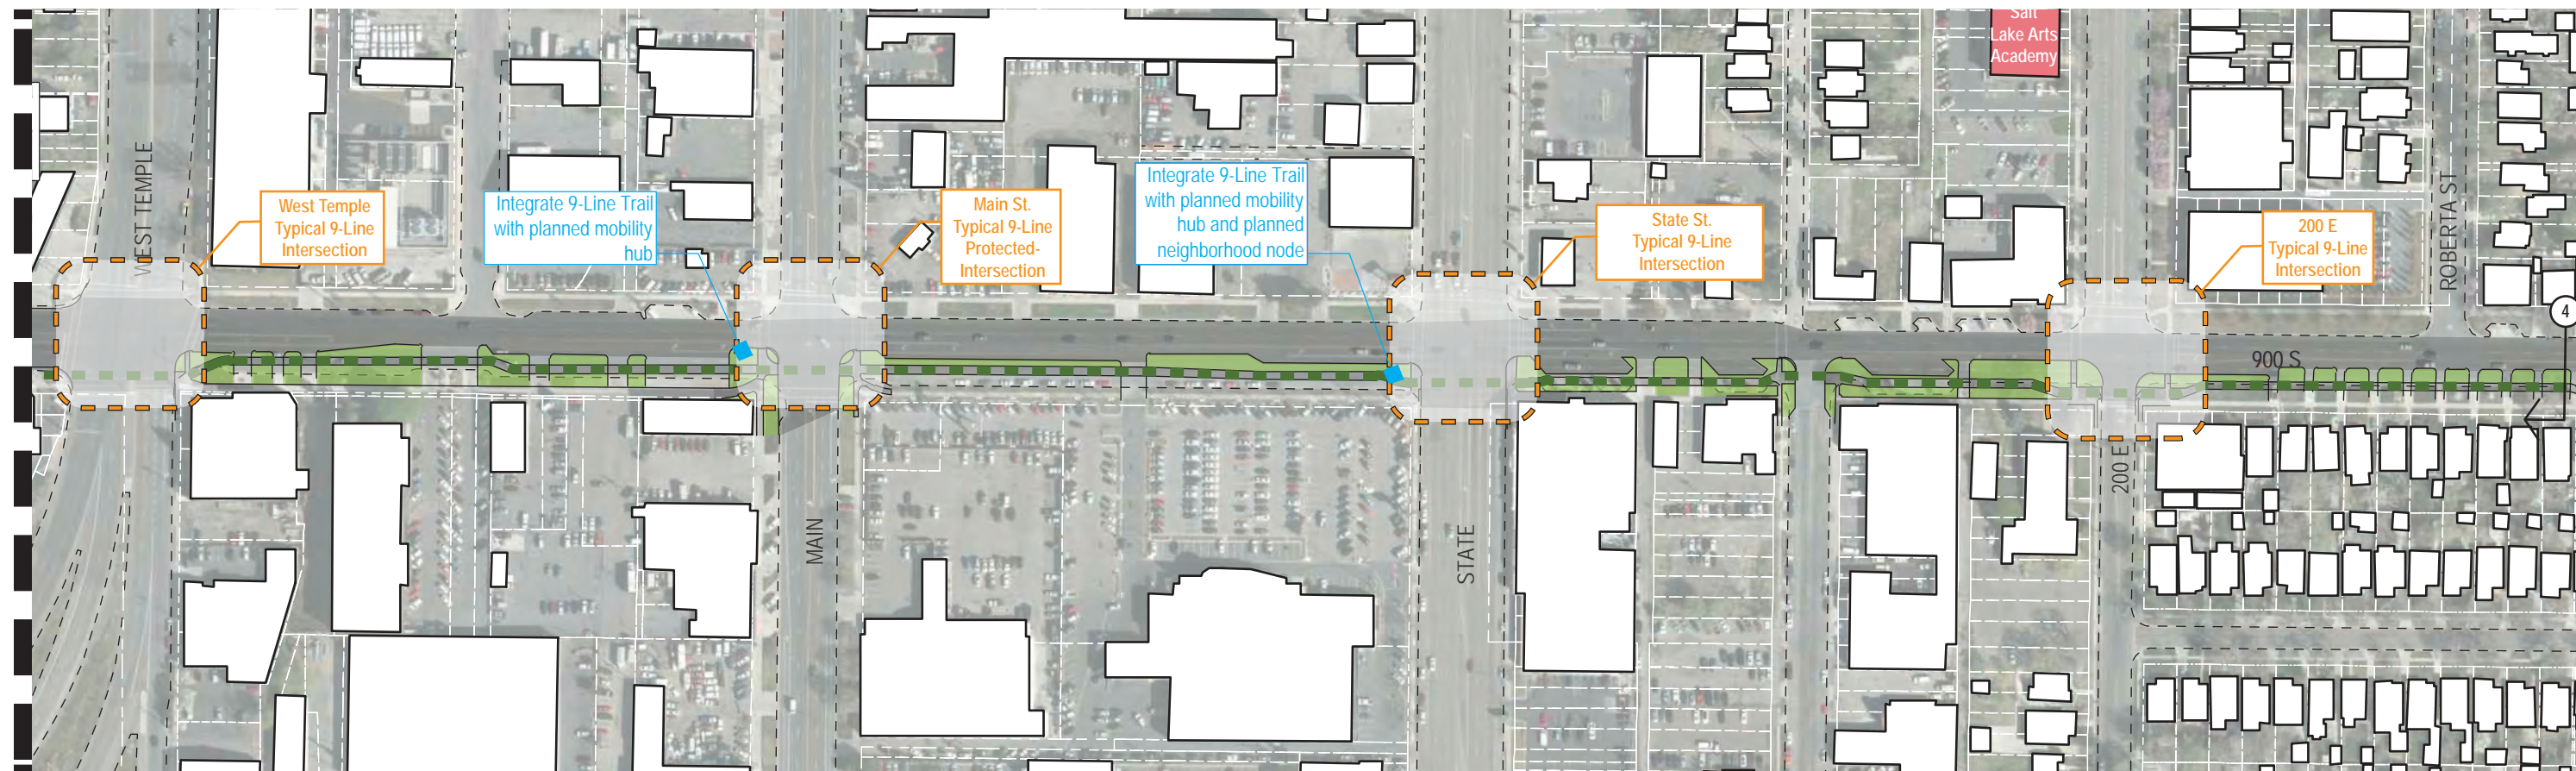 Salt
Lake Arts
Academy
WEST TEMPLE
West Temple
Typical 9-Line
Intersection
Integrate 9-Line Trail
with planned mobility
hub
Main St.
Typical 9-Line
Protected-
Intersection
Integrate 9-Line Trail
with planned mobility
hub and planned
neighborhood node
State St.
Typical 9-Line
Intersection
200 E
Typical 9-Line
Intersection
ROBERTA ST
4
900 S
MAIN
STATE
200 E